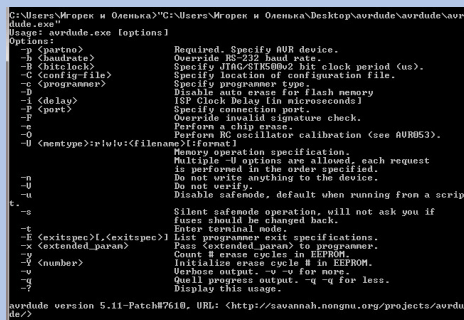 C:\Users\Игорек и Оленька>"C:\Users\Игорек и Оленька\Desktop\avrdude\avrdude\avr
dude.exe"
Usage: avrdude.exe [options]
Options:
-p <partno> Required. Specify AVR device.
-b <baudrate> Override RS-232 baud rate.
-B <bitclock> Specify JTAG/STK500v2 bit clock period (us).
-C <config-file> Specify location of configuration file.
-c <programmer> Specify programmer type.
-D Disable auto erase for flash memory
-i <delay> ISP Clock Delay [in microseconds]
-P <port> Specify connection port.
-F Override invalid signature check.
-e Perform a chip erase.
-O Perform RC oscillator calibration (see AVR053).
-U <memtype>:r|w|v:<filename>[:format]
Memory operation specification.
Multiple -U options are allowed, each request
is performed in the order specified.
-n Do not write anything to the device.
-V Do not verify.
-u Disable safemode, default when running from a scrip
t.
-s Silent safemode operation, will not ask you if
fuses should be changed back.
-t Enter terminal mode.
-E <exitspec>[,<exitspec>] List programmer exit specifications.
-x <extended_param> Pass <extended_param> to programmer.
-y Count # erase cycles in EEPROM.
-Y <number> Initialize erase cycle # in EEPROM.
-v Verbose output. -v -v for more.
-q Quell progress output. -q -q for less.
-? Display this usage.
avrdude version 5.11-Patch#7610, URL: <http://savannah.nongnu.org/projects/avrdu
de/>